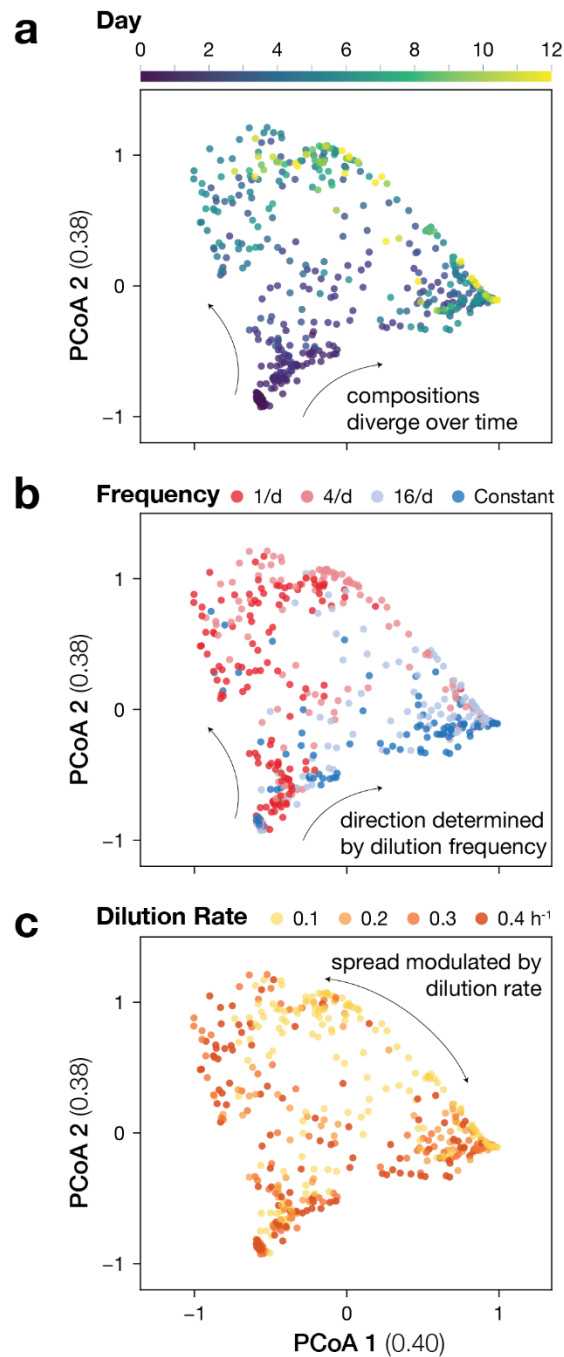 a
Day
0 2 4 6 8 10 12
1
0
−1
PCoA 2 (0.38)
compositions
diverge over time
b
Frequency 1/d 4/d 16/d Constant
1
0
−1
PCoA 2 (0.38)
direction determined
by dilution frequency
c
Dilution Rate 0.1 0.2 0.3 0.4 h⁻¹
spread modulated by
dilution rate
1
0
−1
PCoA 2 (0.38)
−1 0 1
PCoA 1 (0.40)